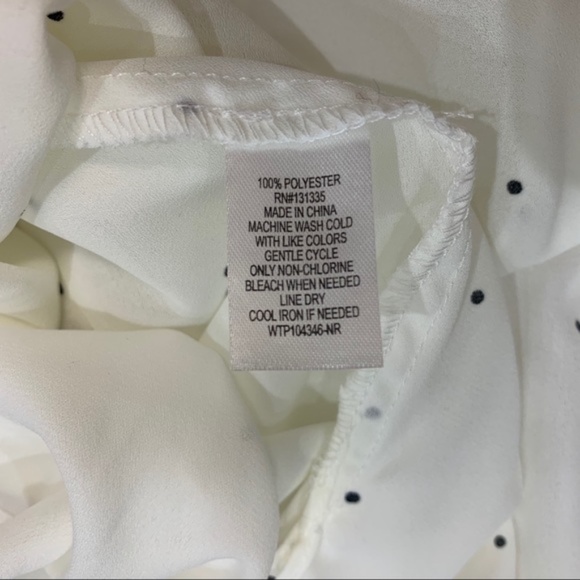 100% POLYESTER
RN#131335
MADE IN CHINA
MACHINE WASH COLD
WITH LIKE COLORS
GENTLE CYCLE
ONLY NON-CHLORINE
BLEACH WHEN NEEDED
LINE DRY
COOL IRON IF NEEDED
WTP104346-NR